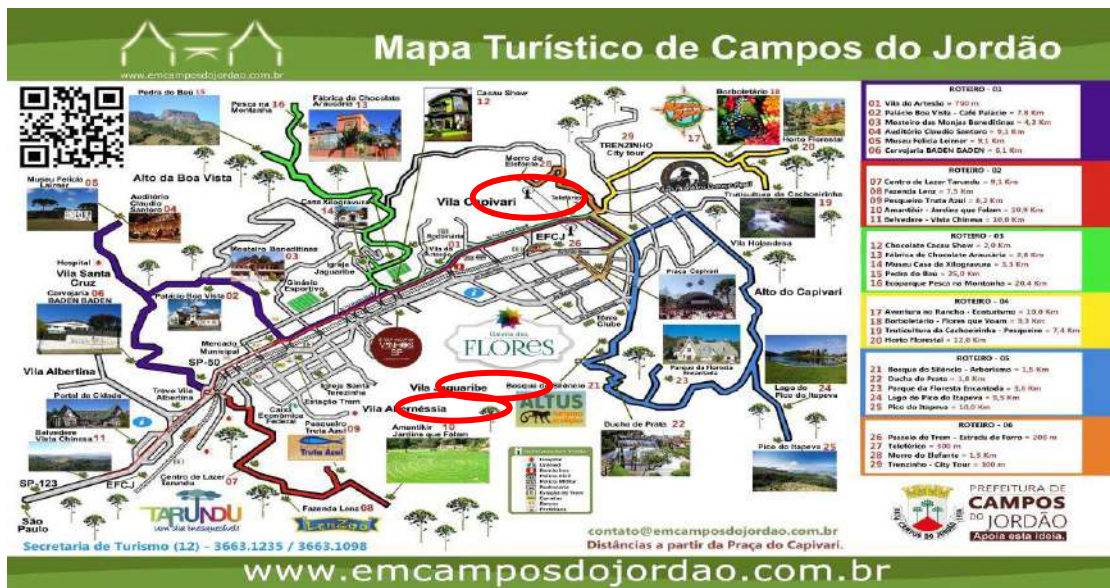 Mapa Turístico de Campos do Jordão
www.emcamposdojordao.com.br
Pedra do Baú 15
Pesca na Montanha 16
Fábrica de Chocolate Araucária 13
Cacau Show 12
Borboletário 18
17
Horto Florestal 20
29
TRENZINHO City tour
Morro do Elefante 28
Alto da Boa Vista
Museu Felícia Leirner 05
Auditório Claudio Santoro 04
Casa Xilogravura 14
Vila Capivari
Teleférico
Truticultura da Cachoeirinha 19
EFCJ
26
01
Vila Holandesa
Mosteiro Beneditinas 03
Igreja Jaguaribe
Hospital
Vila Santa Cruz
Cervejaria 06 BADEN BADEN
Palácio Boa Vista 02
Ginásio Esportivo
Praça Capivari
Alto do Capivari
Mercado Municipal
SP-50
Garota das
FLORES
VINHOS SP
Vila Albertina
Trevo Vila Albertina
Portal da Cidade
Igreja Santa Terezinha
Estação Trem
Caixa Econômica Federal
Vila Jaguaribe
Vila Abernéssia
Bosque do Silêncio 21
ALTUS
Parque da Floresta Encantada
23
Lago do Pico do Itapeva 24
Belvedere Vista Chinesa 11
Pesqueiro Truta Azul 09
Truta Azul
Amantikir Jardins que Falam 10
Ducha de Prata 22
Pico do Itapeva 25
Centro de Lazer Tarundu 07
SP-123
EFCJ
São Paulo
TARUNDU
Fazenda Lenz 08
ROTEIRO - 01
01 Vila do Artesão = 790 m
02 Palácio Boa Vista - Café Palácio = 7,8 Km
03 Mosteiro das Monjas Beneditinas = 4,2 Km
04 Auditório Claudio Santoro = 9,1 Km
05 Museu Felícia Leirner = 9,1 Km
06 Cervejaria BADEN BADEN = 6,1 Km
ROTEIRO - 02
07 Centro de Lazer Tarundu = 9,1 Km
08 Fazenda Lenz = 7,5 Km
09 Pesqueiro Truta Azul = 8,2 Km
10 Amantikir - Jardins que Falam = 10,9 Km
11 Belvedere - Vista Chinesa = 10,0 Km
ROTEIRO - 03
12 Chocolate Cacau Show = 2,0 Km
13 Fábrica de Chocolate Araucária = 2,8 Km
14 Museu Casa da Xilogravura = 3,3 Km
15 Pedra do Baú = 25,0 Km
16 Ecoparque Pesca na Montanha = 20,4 Km
ROTEIRO - 04
17 Aventura no Rancho - Ecoturismo = 10,0 Km
18 Borboletário - Flores que Voam = 9,3 Km
19 Truticultura da Cachoeirinha - Pesqueiro = 7,4 Km
20 Horto Florestal = 12,0 Km
ROTEIRO - 05
21 Bosque do Silêncio - Arborismo = 1,5 Km
22 Ducha de Prata = 3,0 Km
23 Parque da Floresta Encantada = 3,5 Km
24 Lago do Pico do Itapeva = 9,5 Km
25 Pico do Itapeva = 10,0 Km
ROTEIRO - 06
26 Passeio de Trem - Estrada de Ferro = 200 m
27 Teleférico = 500 m
28 Morro do Elefante = 1,5 Km
29 Trenzinho - City Tour = 300 m
PREFEITURA DE
CAMPOS
DO JORDÃO
Apoia esta ideia.
contato@emcamposdojordao.com.br
Secretaria de Turismo (12) - 3663.1235 / 3663.1098
Distâncias a partir da Praça do Capivari.
www.emcamposdojordao.com.br